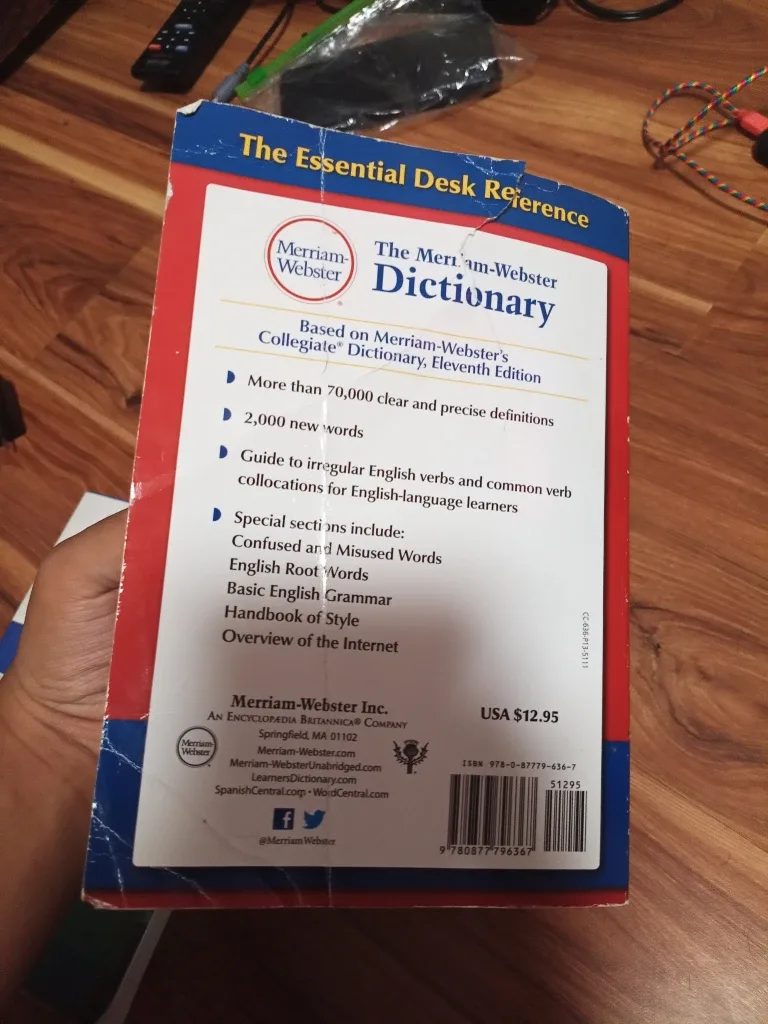 The Essential Desk Reference
Merriam-
Webster
®
The Merriam-Webster
Dictionary
Based on Merriam-Webster's
Collegiate® Dictionary, Eleventh Edition
More than 70,000 clear and precise definitions
2,000 new words
Guide to irregular English verbs and common verb
collocations for English-language learners
Special sections include:
Confused and Misused Words
English Root Words
Basic English Grammar
Handbook of Style
Overview of the Internet
CC-636-PT3-5111
Merriam-Webster Inc.
An Encyclopædia Britannica® Company
Springfield, MA 01102
Merriam-Webster.com
Merriam-WebsterUnabridged.com
LearnersDictionary.com
SpanishCentral.com • WordCentral.com
Merriam-
Webster
@MerriamWebster
USA $12.95
ISBN 978-0-87779-636-7
51295
9 780877 796367